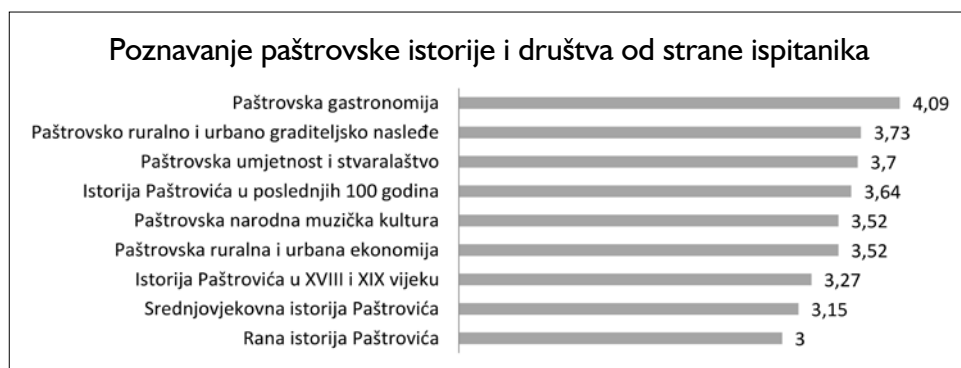 Poznavanje paštrovske istorije i društva od strane ispitanika
Paštrovska gastronomija 4,09
Paštrovsko ruralno i urbano graditeljsko nasleđe 3,73
Paštrovska umjetnost i stvaralaštvo 3,7
Istorija Paštrovića u poslednjih 100 godina 3,64
Paštrovska narodna muzička kultura 3,52
Paštrovska ruralna i urbana ekonomija 3,52
Istorija Paštrovića u XVIII i XIX vijeku 3,27
Srednjovjekovna istorija Paštrovića 3,15
Rana istorija Paštrovića 3